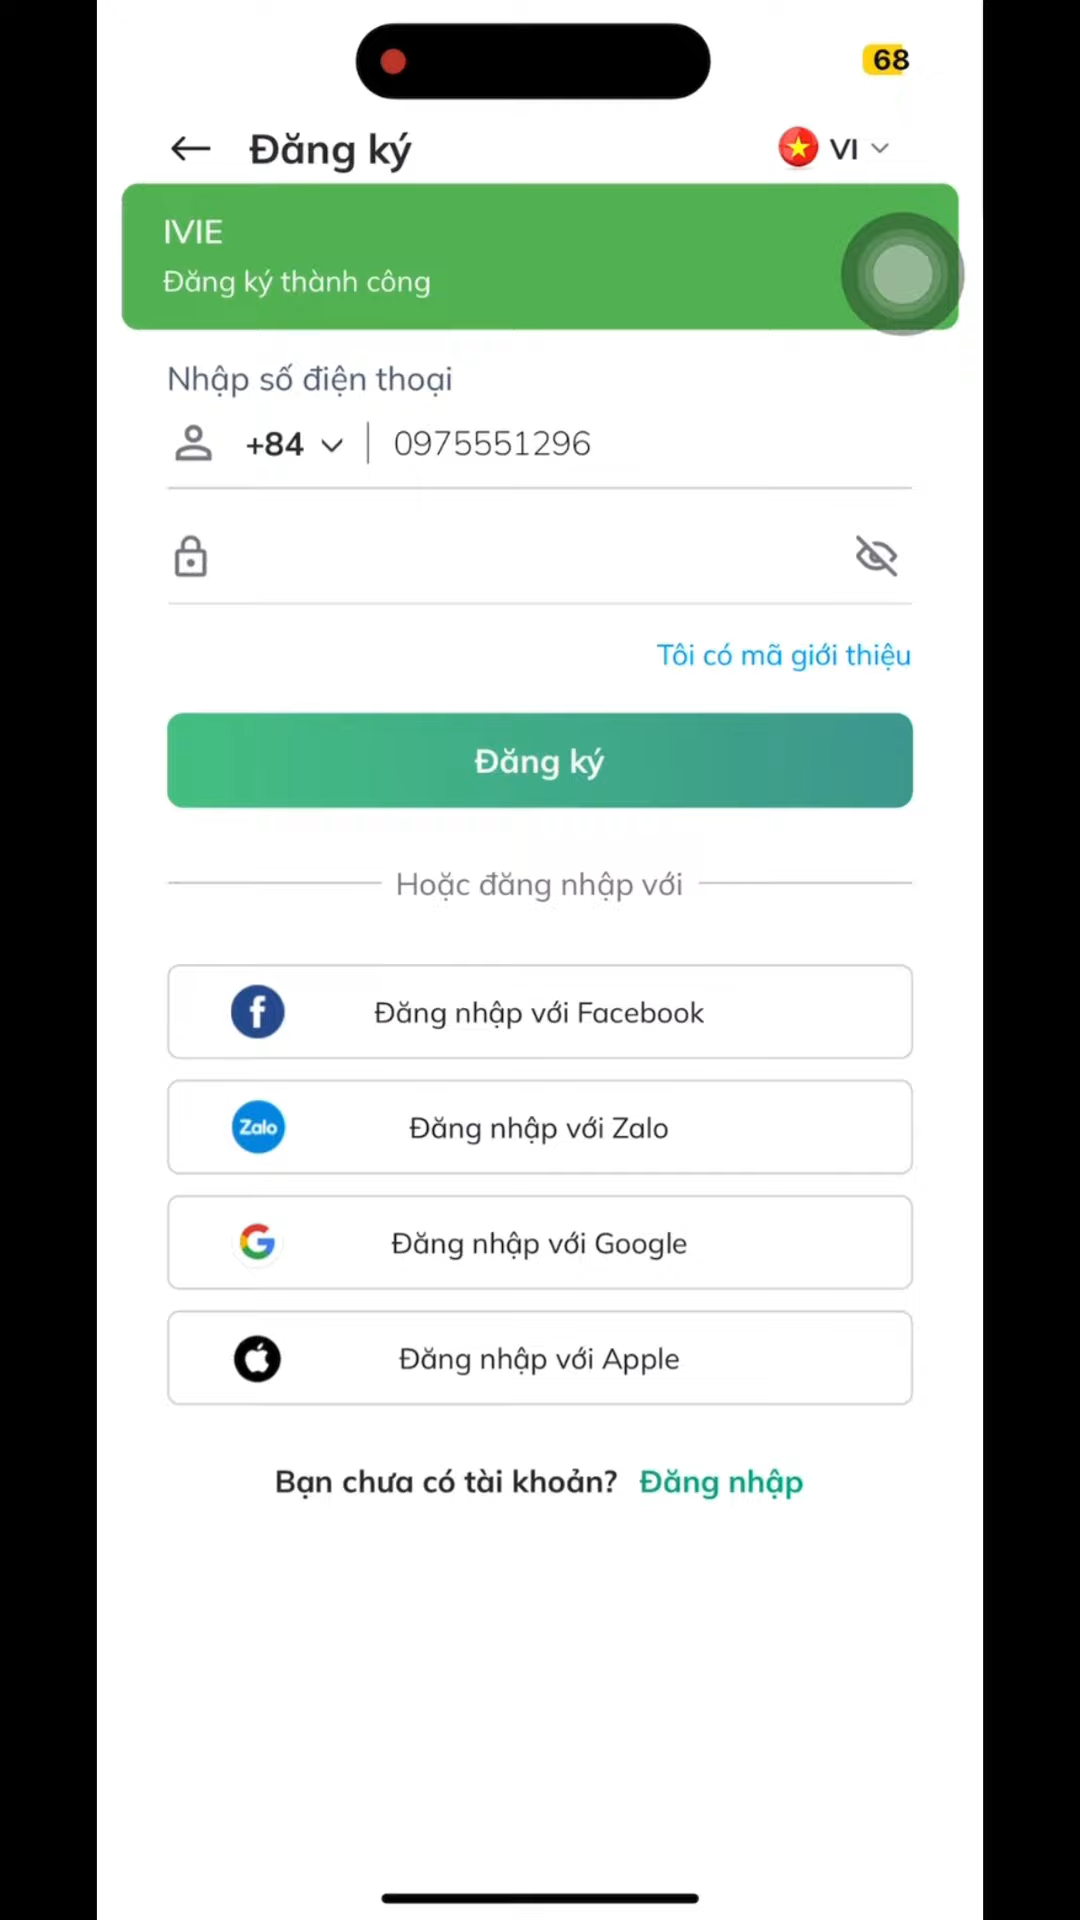 68
Đăng ký
VI
IVIE
Đăng ký thành công
Nhập số điện thoại
+84
0975551296
Tôi có mã giới thiệu
Đăng ký
Hoặc đăng nhập với
Đăng nhập với Facebook
Zalo
Đăng nhập với Zalo
Đăng nhập với Google
Đăng nhập với Apple
Bạn chưa có tài khoản? Đăng nhập